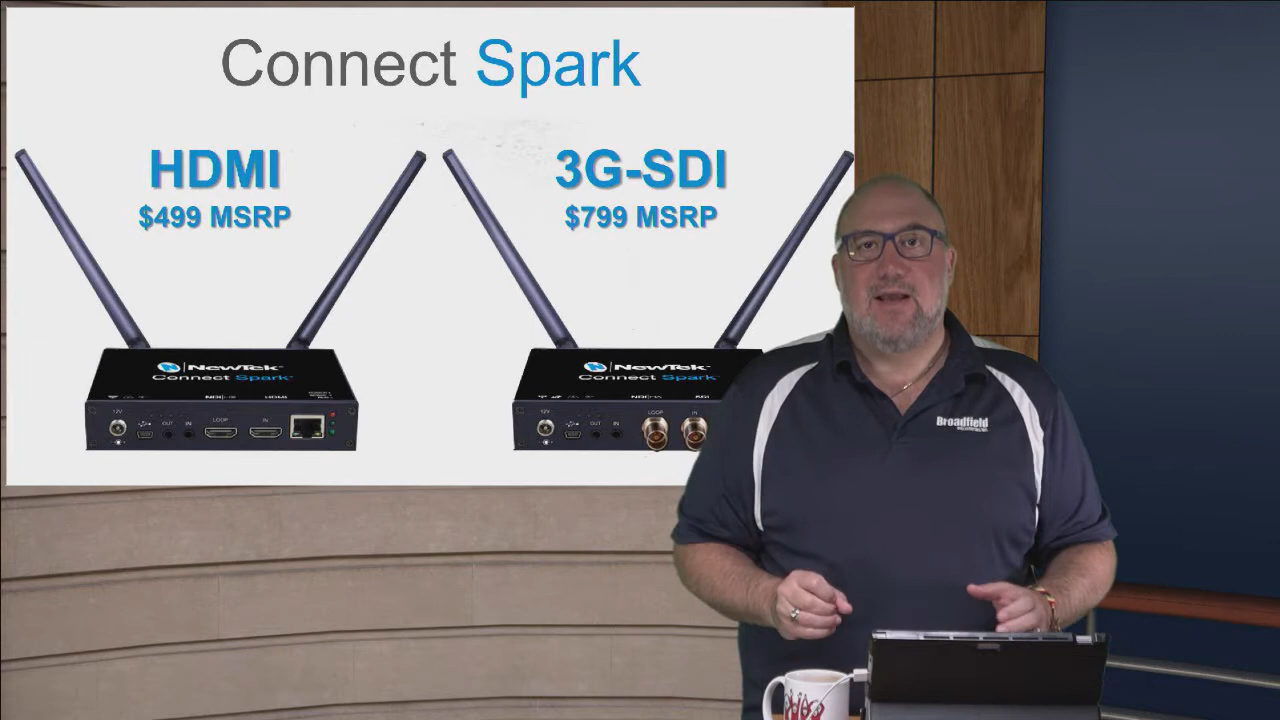 Connect Spark
HDMI
$499 MSRP
3G-SDI
$799 MSRP
NewTek
Connect Spark
NewTek
Connect Spark
HDMI
SDI
12V
OUT
IN
LOOP
IN
12V
OUT
IN
LOOP
IN
Broadfield